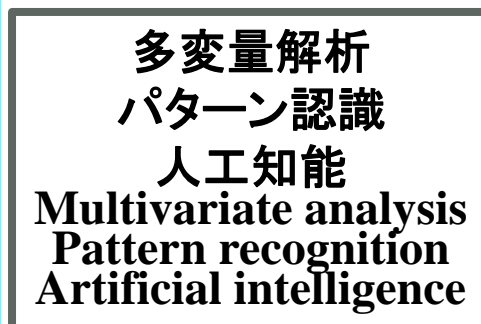 多変量解析
パターン認識
人工知能
Multivariate analysis
Pattern recognition
Artificial intelligence